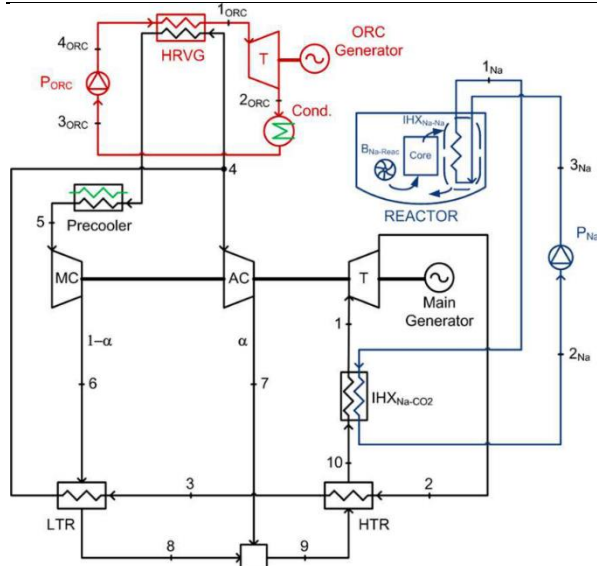 1ORC
4ORC
HRVG
ORC
Generator
T
PORC
2ORC
Cond.
3ORC
1Na
IHXNa-Na
BNa-Reac
Core
3Na
REACTOR
PNa
4
5
Precooler
MC
AC
T
Main
Generator
1
1-α
α
2Na
6
7
IHXNa-CO2
10
3
2
LTR
HTR
8
9